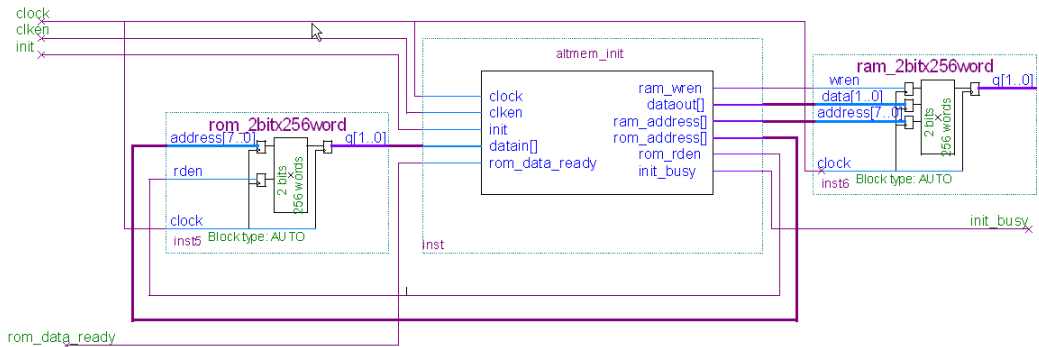 clock
clken
init
altmem_init
clock
clken
init
datain[]
rom_data_ready
ram_wren
dataout[]
ram_address[]
rom_address[]
rom_rden
init_busy
inst
rom_2bitx256word
address[7..0]
q[1..0]
rden
2 bits
256 words
clock
inst5
Block type: AUTO
ram_2bitx256word
wren
q[1..0]
data[1..0]
address[7..0]
2 bits
256 words
clock
inst6
Block type: AUTO
init_busy
rom_data_ready